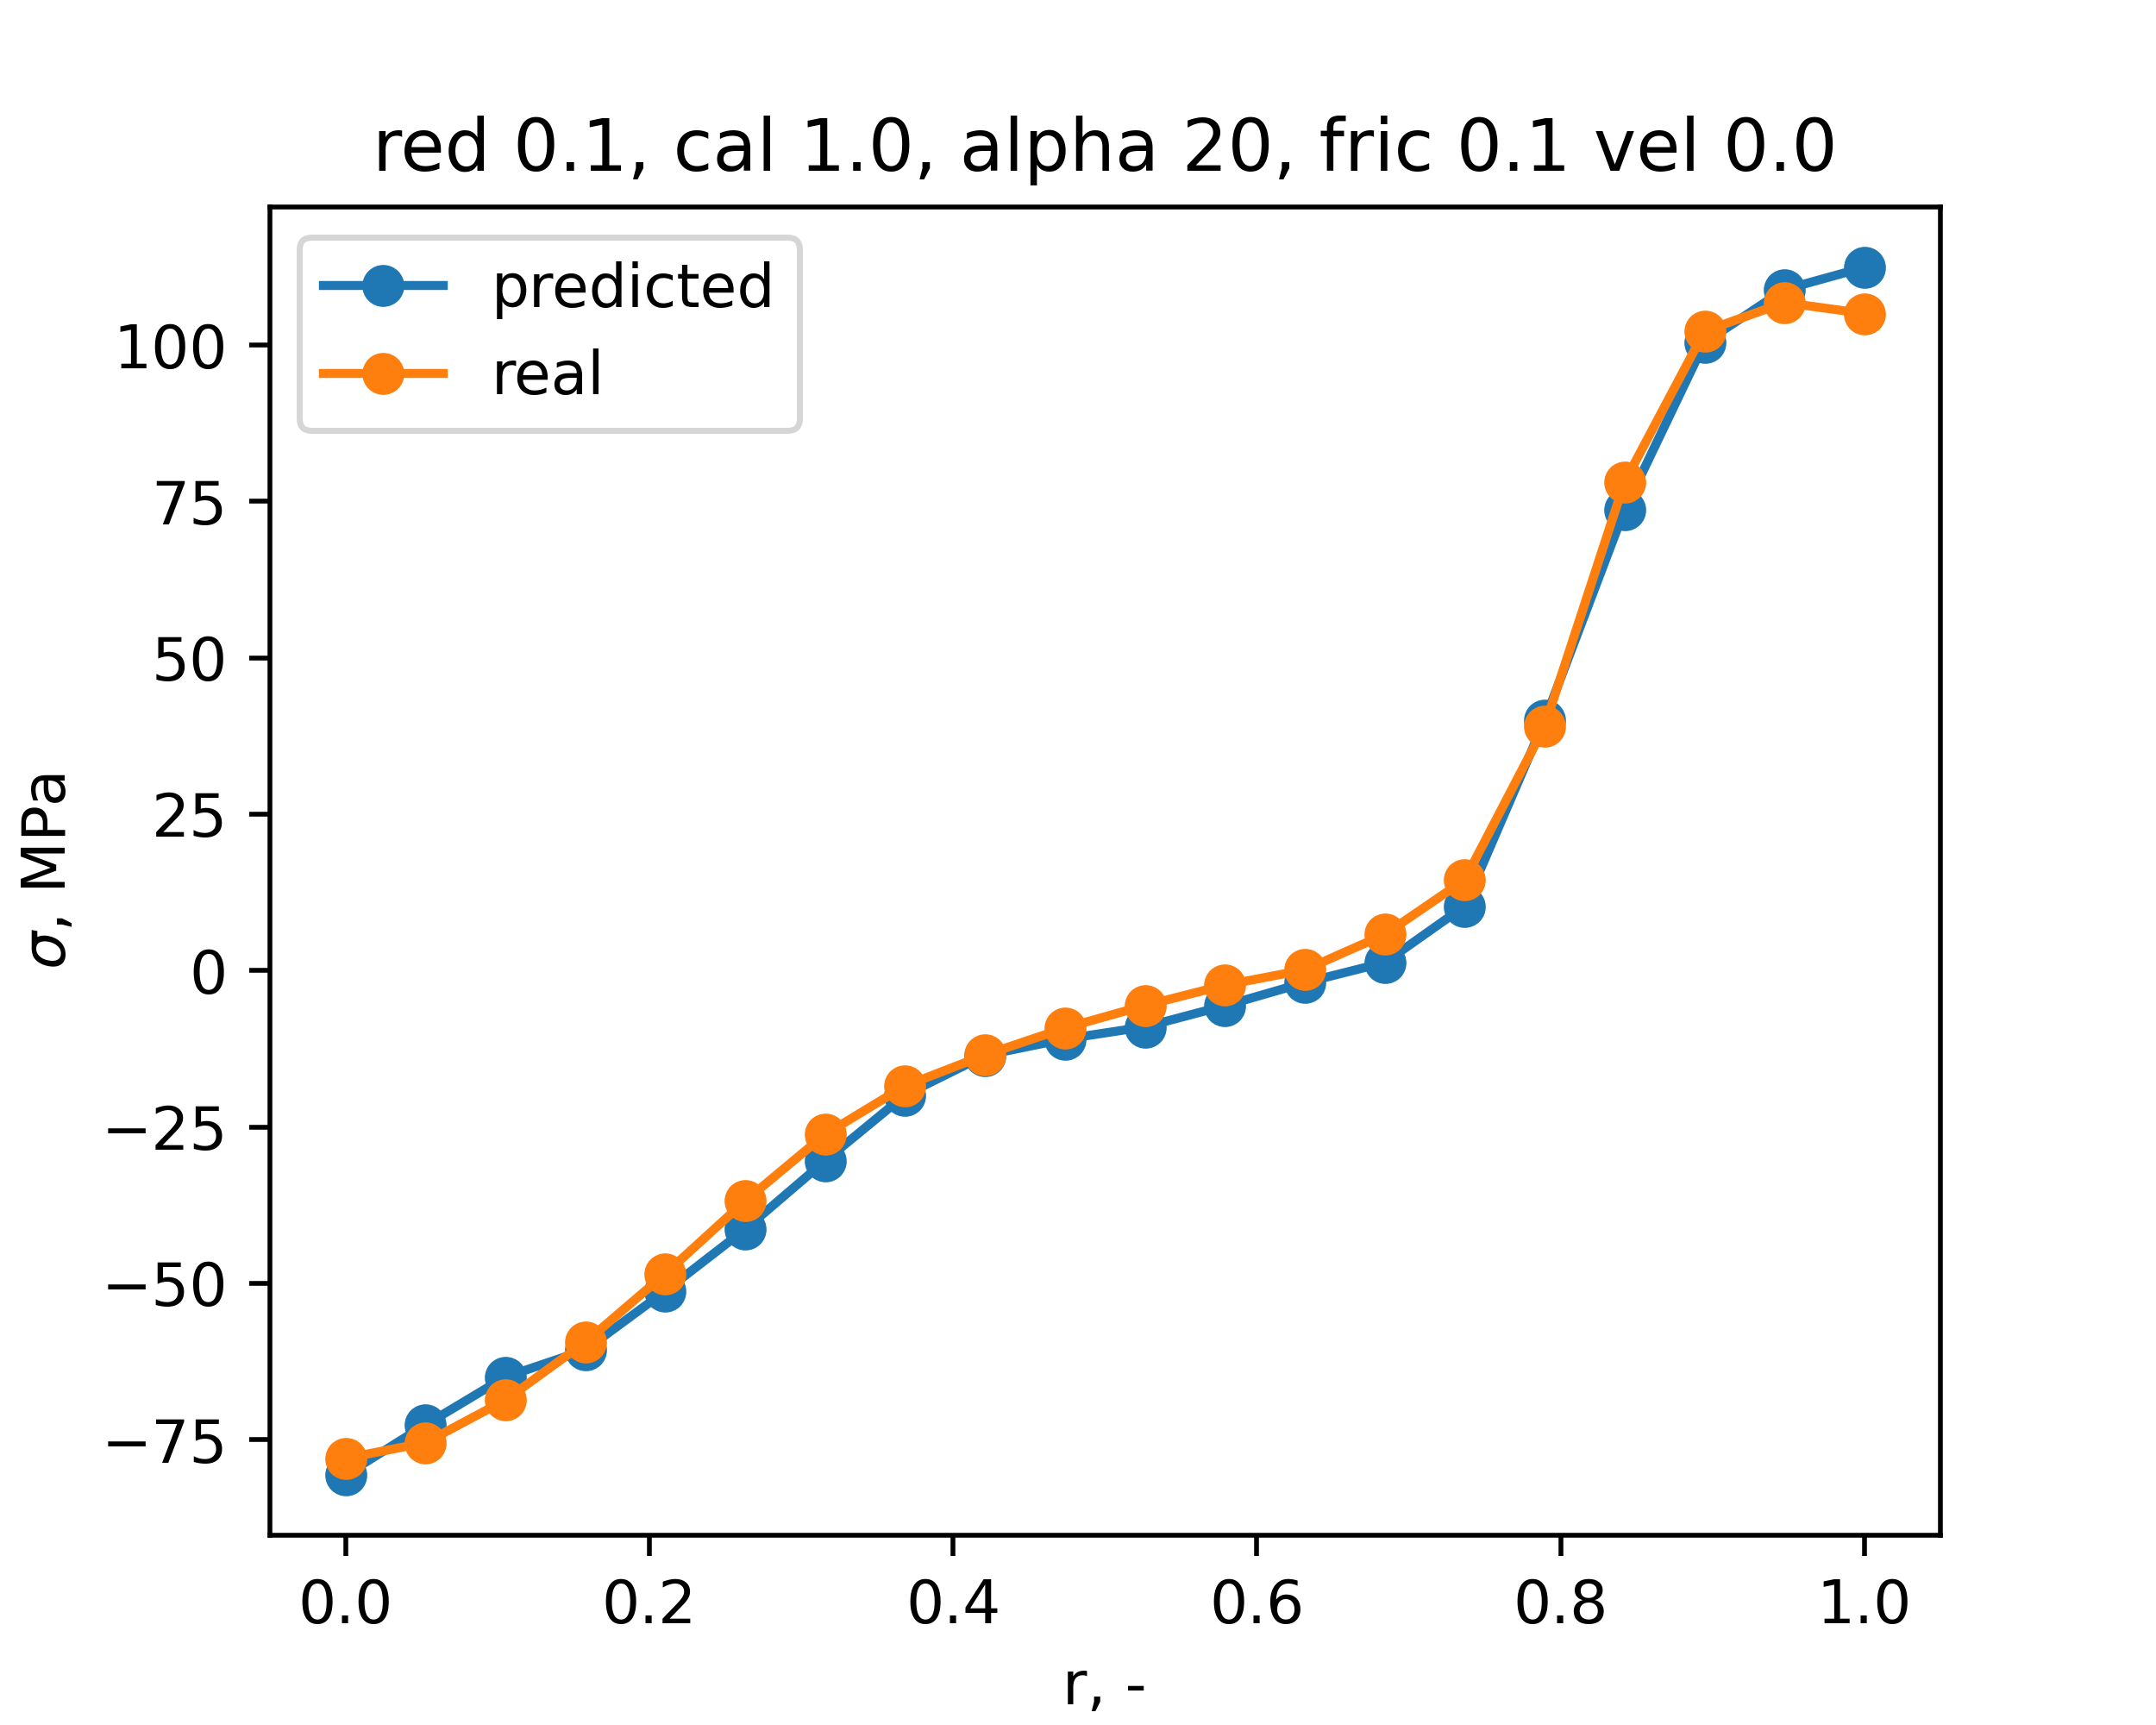 red 0.1, cal 1.0, alpha 20, fric 0.1 vel 0.0
predicted
real
100
75
50
25
0
−25
−50
−75
σ, MPa
0.0 0.2 0.4 0.6 0.8 1.0
r, -